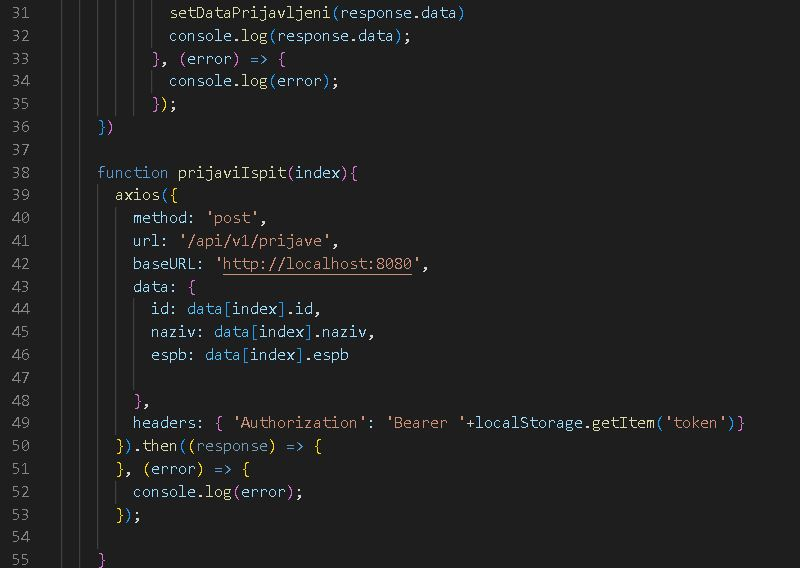 31 setDataPrijavljeni(response.data)
32 console.log(response.data);
33 }, (error) => {
34 console.log(error);
35 });
36 })
37
38 function prijaviIspit(index){
39 axios({
40 method: 'post',
41 url: '/api/v1/prijave',
42 baseURL: 'http://localhost:8080',
43 data: {
44 id: data[index].id,
45 naziv: data[index].naziv,
46 espb: data[index].espb
47
48 },
49 headers: { 'Authorization': 'Bearer '+localStorage.getItem('token')}
50 }).then((response) => {
51 }, (error) => {
52 console.log(error);
53 });
54
55 }